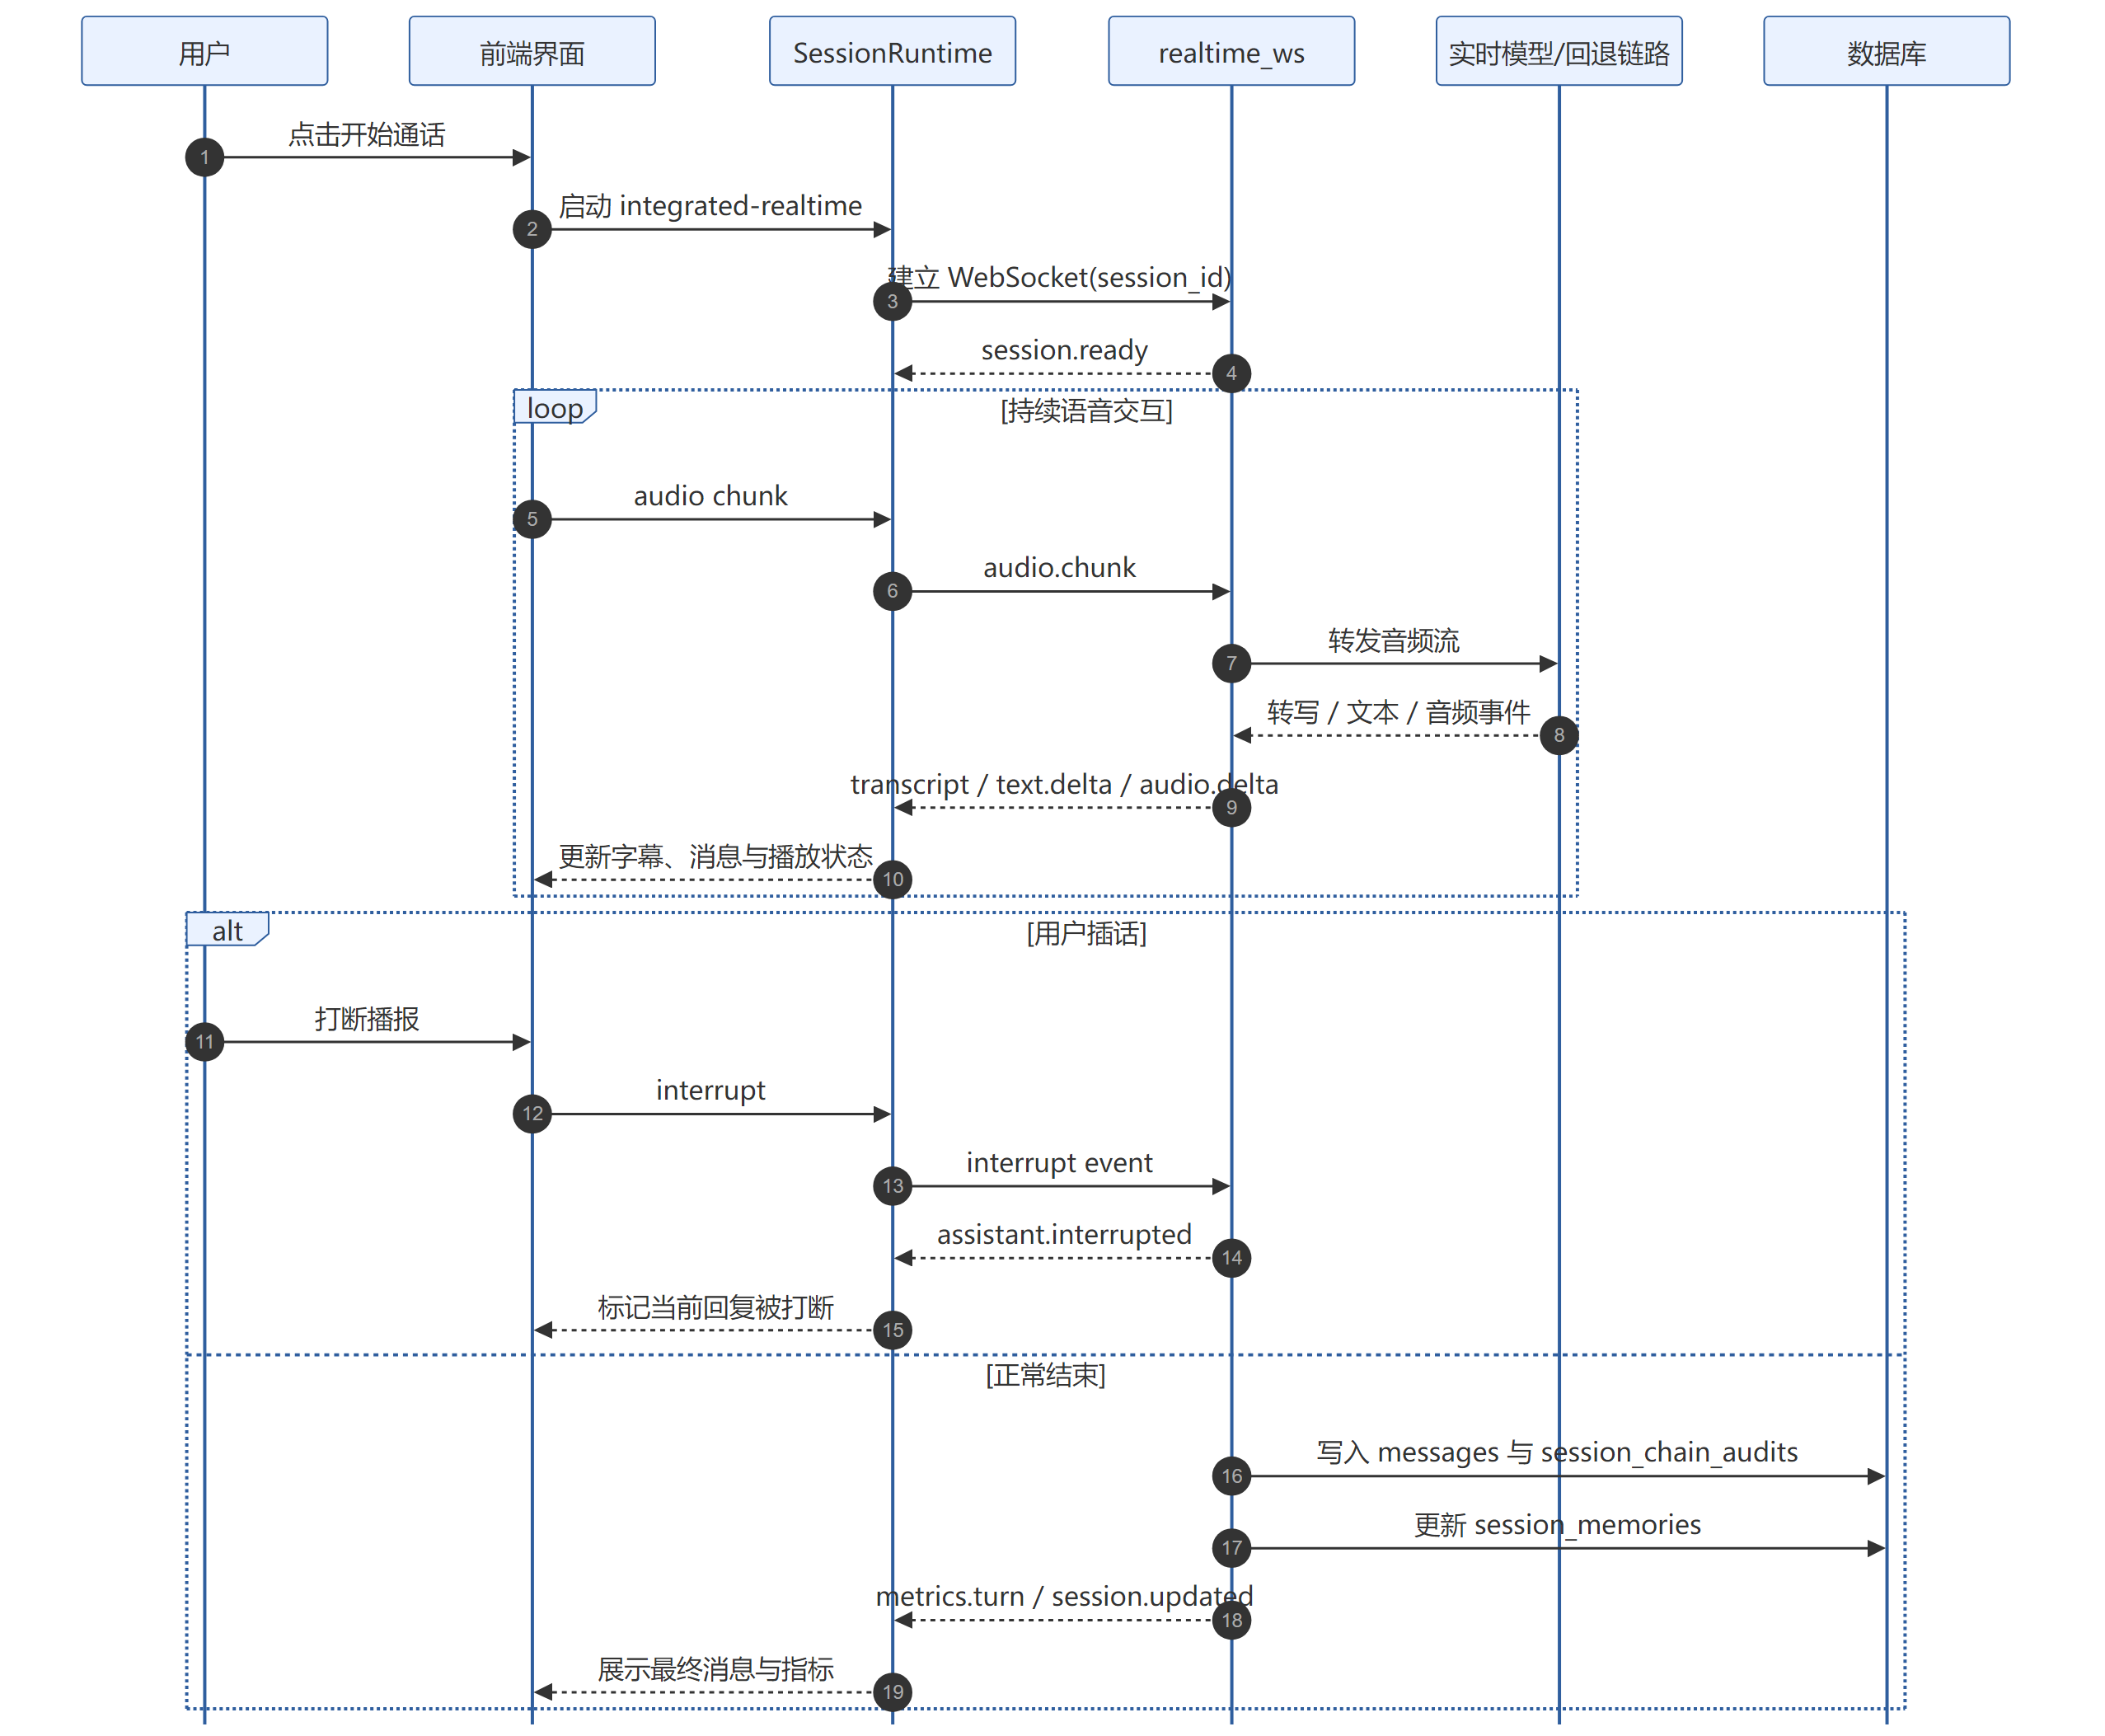 用户
前端界面
SessionRuntime
realtime_ws
实时模型/回退链路
数据库
点击开始通话
1
启动 integrated-realtime
2
建立 WebSocket(session_id)
3
session.ready
4
loop
[持续语音交互]
audio chunk
5
audio.chunk
6
转发音频流
7
转写 / 文本 / 音频事件
8
transcript / text.delta / audio.delta
9
更新字幕、消息与播放状态
10
alt
[用户插话]
打断播报
11
interrupt
12
interrupt event
13
assistant.interrupted
14
标记当前回复被打断
15
[正常结束]
写入 messages 与 session_chain_audits
16
更新 session_memories
17
metrics.turn / session.updated
18
展示最终消息与指标
19